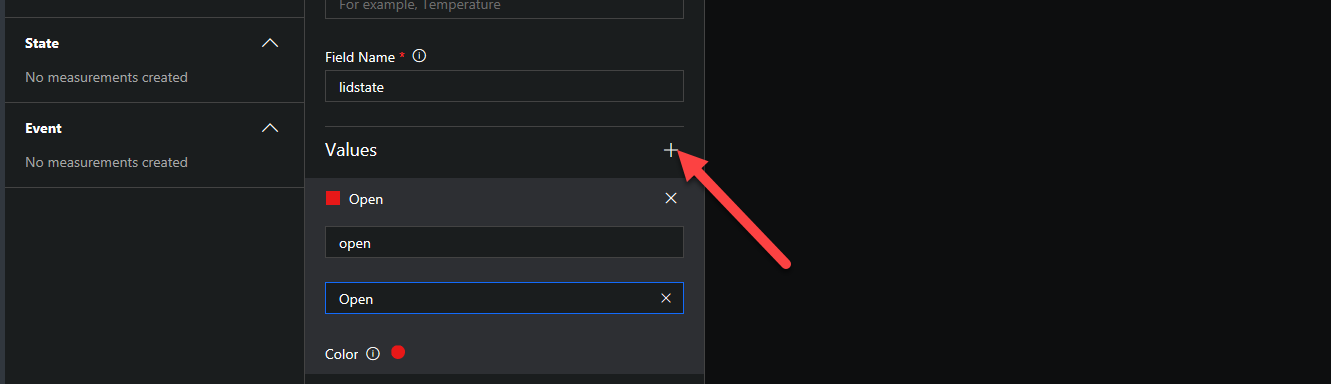 For example, Temperature
State
No measurements created
Field Name *
lidstate
Event
No measurements created
Values
Open
open
Open
Color